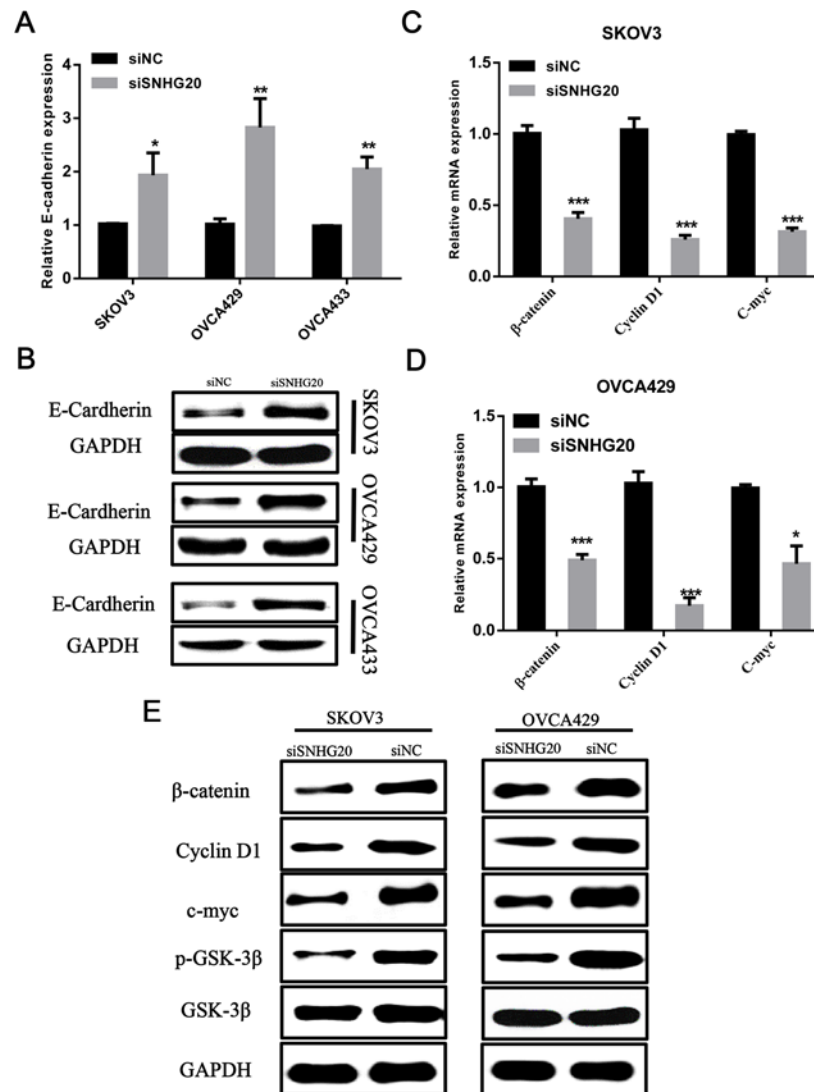 A
siNC
siSNHG20
Relative E-cadherin expression
4
3
2
1
0
*
**
**
SKOV3
OVCA429
OVCA433
B
siNC siSNHG20
E-Cardherin
GAPDH
SKOV3
E-Cardherin
GAPDH
OVCA429
E-Cardherin
GAPDH
OVCA433
C
SKOV3
siNC
siSNHG20
Relative mRNA expression
1.5
1.0
0.5
0.0
***
***
***
β-catenin
Cyclin D1
C-myc
D
OVCA429
siNC
siSNHG20
Relative mRNA expression
1.5
1.0
0.5
0.0
***
***
*
β-catenin
Cyclin D1
C-myc
E
SKOV3 OVCA429
siSNHG20 siNC siSNHG20 siNC
β-catenin
Cyclin D1
c-myc
p-GSK-3β
GSK-3β
GAPDH